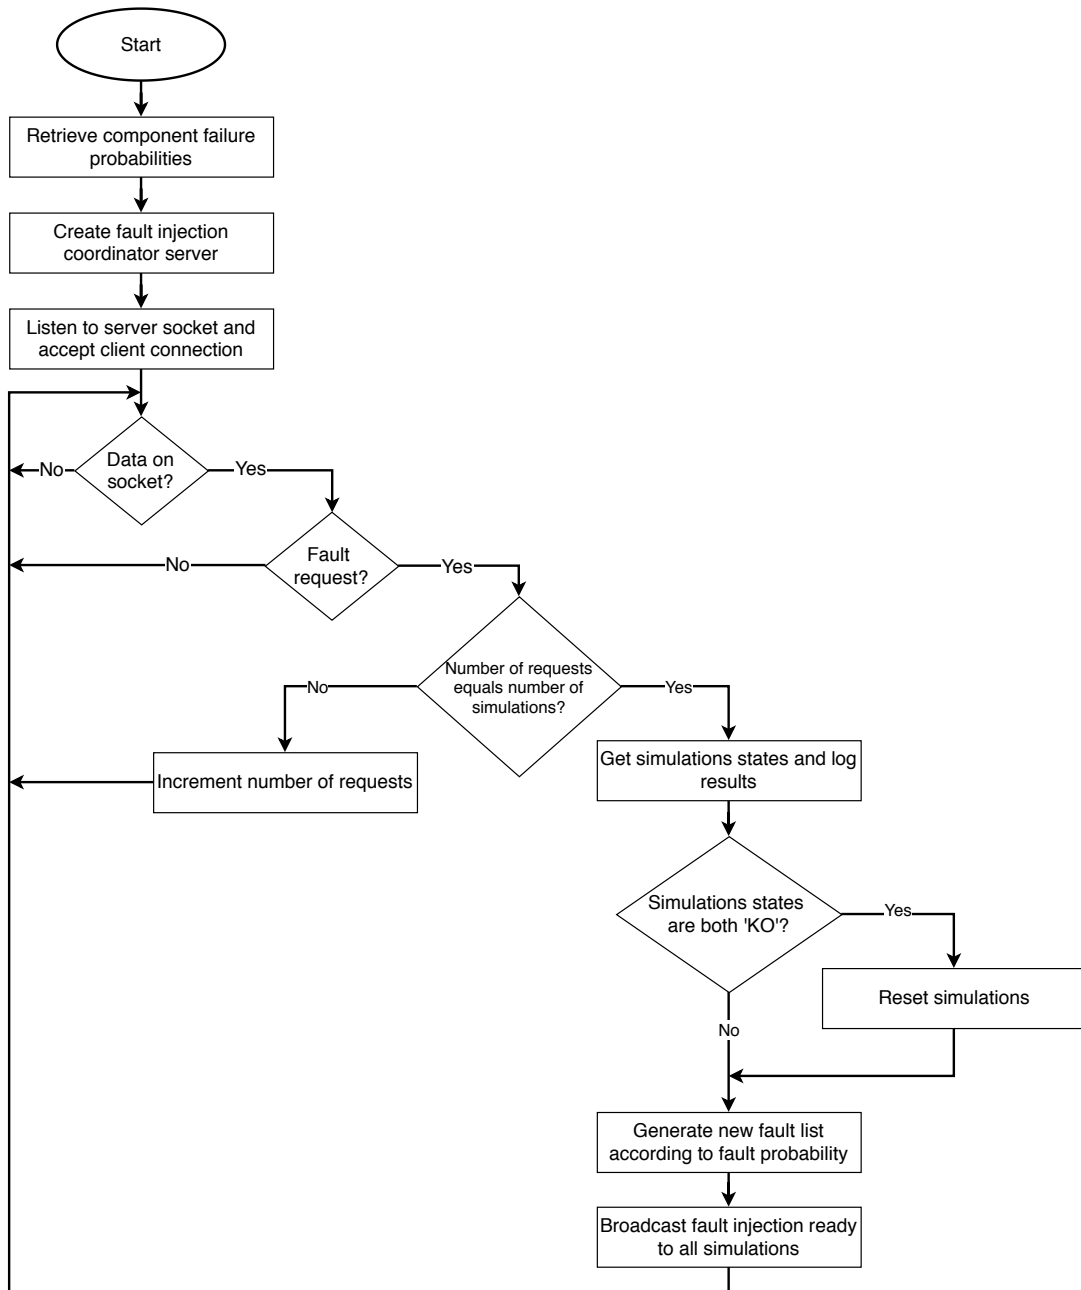 Start
Retrieve component failure
probabilities
Create fault injection
coordinator server
Listen to server socket and
accept client connection
Data on
socket?
No
Yes
Fault
request?
No
Yes
Number of requests
equals number of
simulations?
No
Yes
Increment number of requests
Get simulations states and log
results
Simulations states
are both 'KO'?
Yes
No
Reset simulations
Generate new fault list
according to fault probability
Broadcast fault injection ready
to all simulations